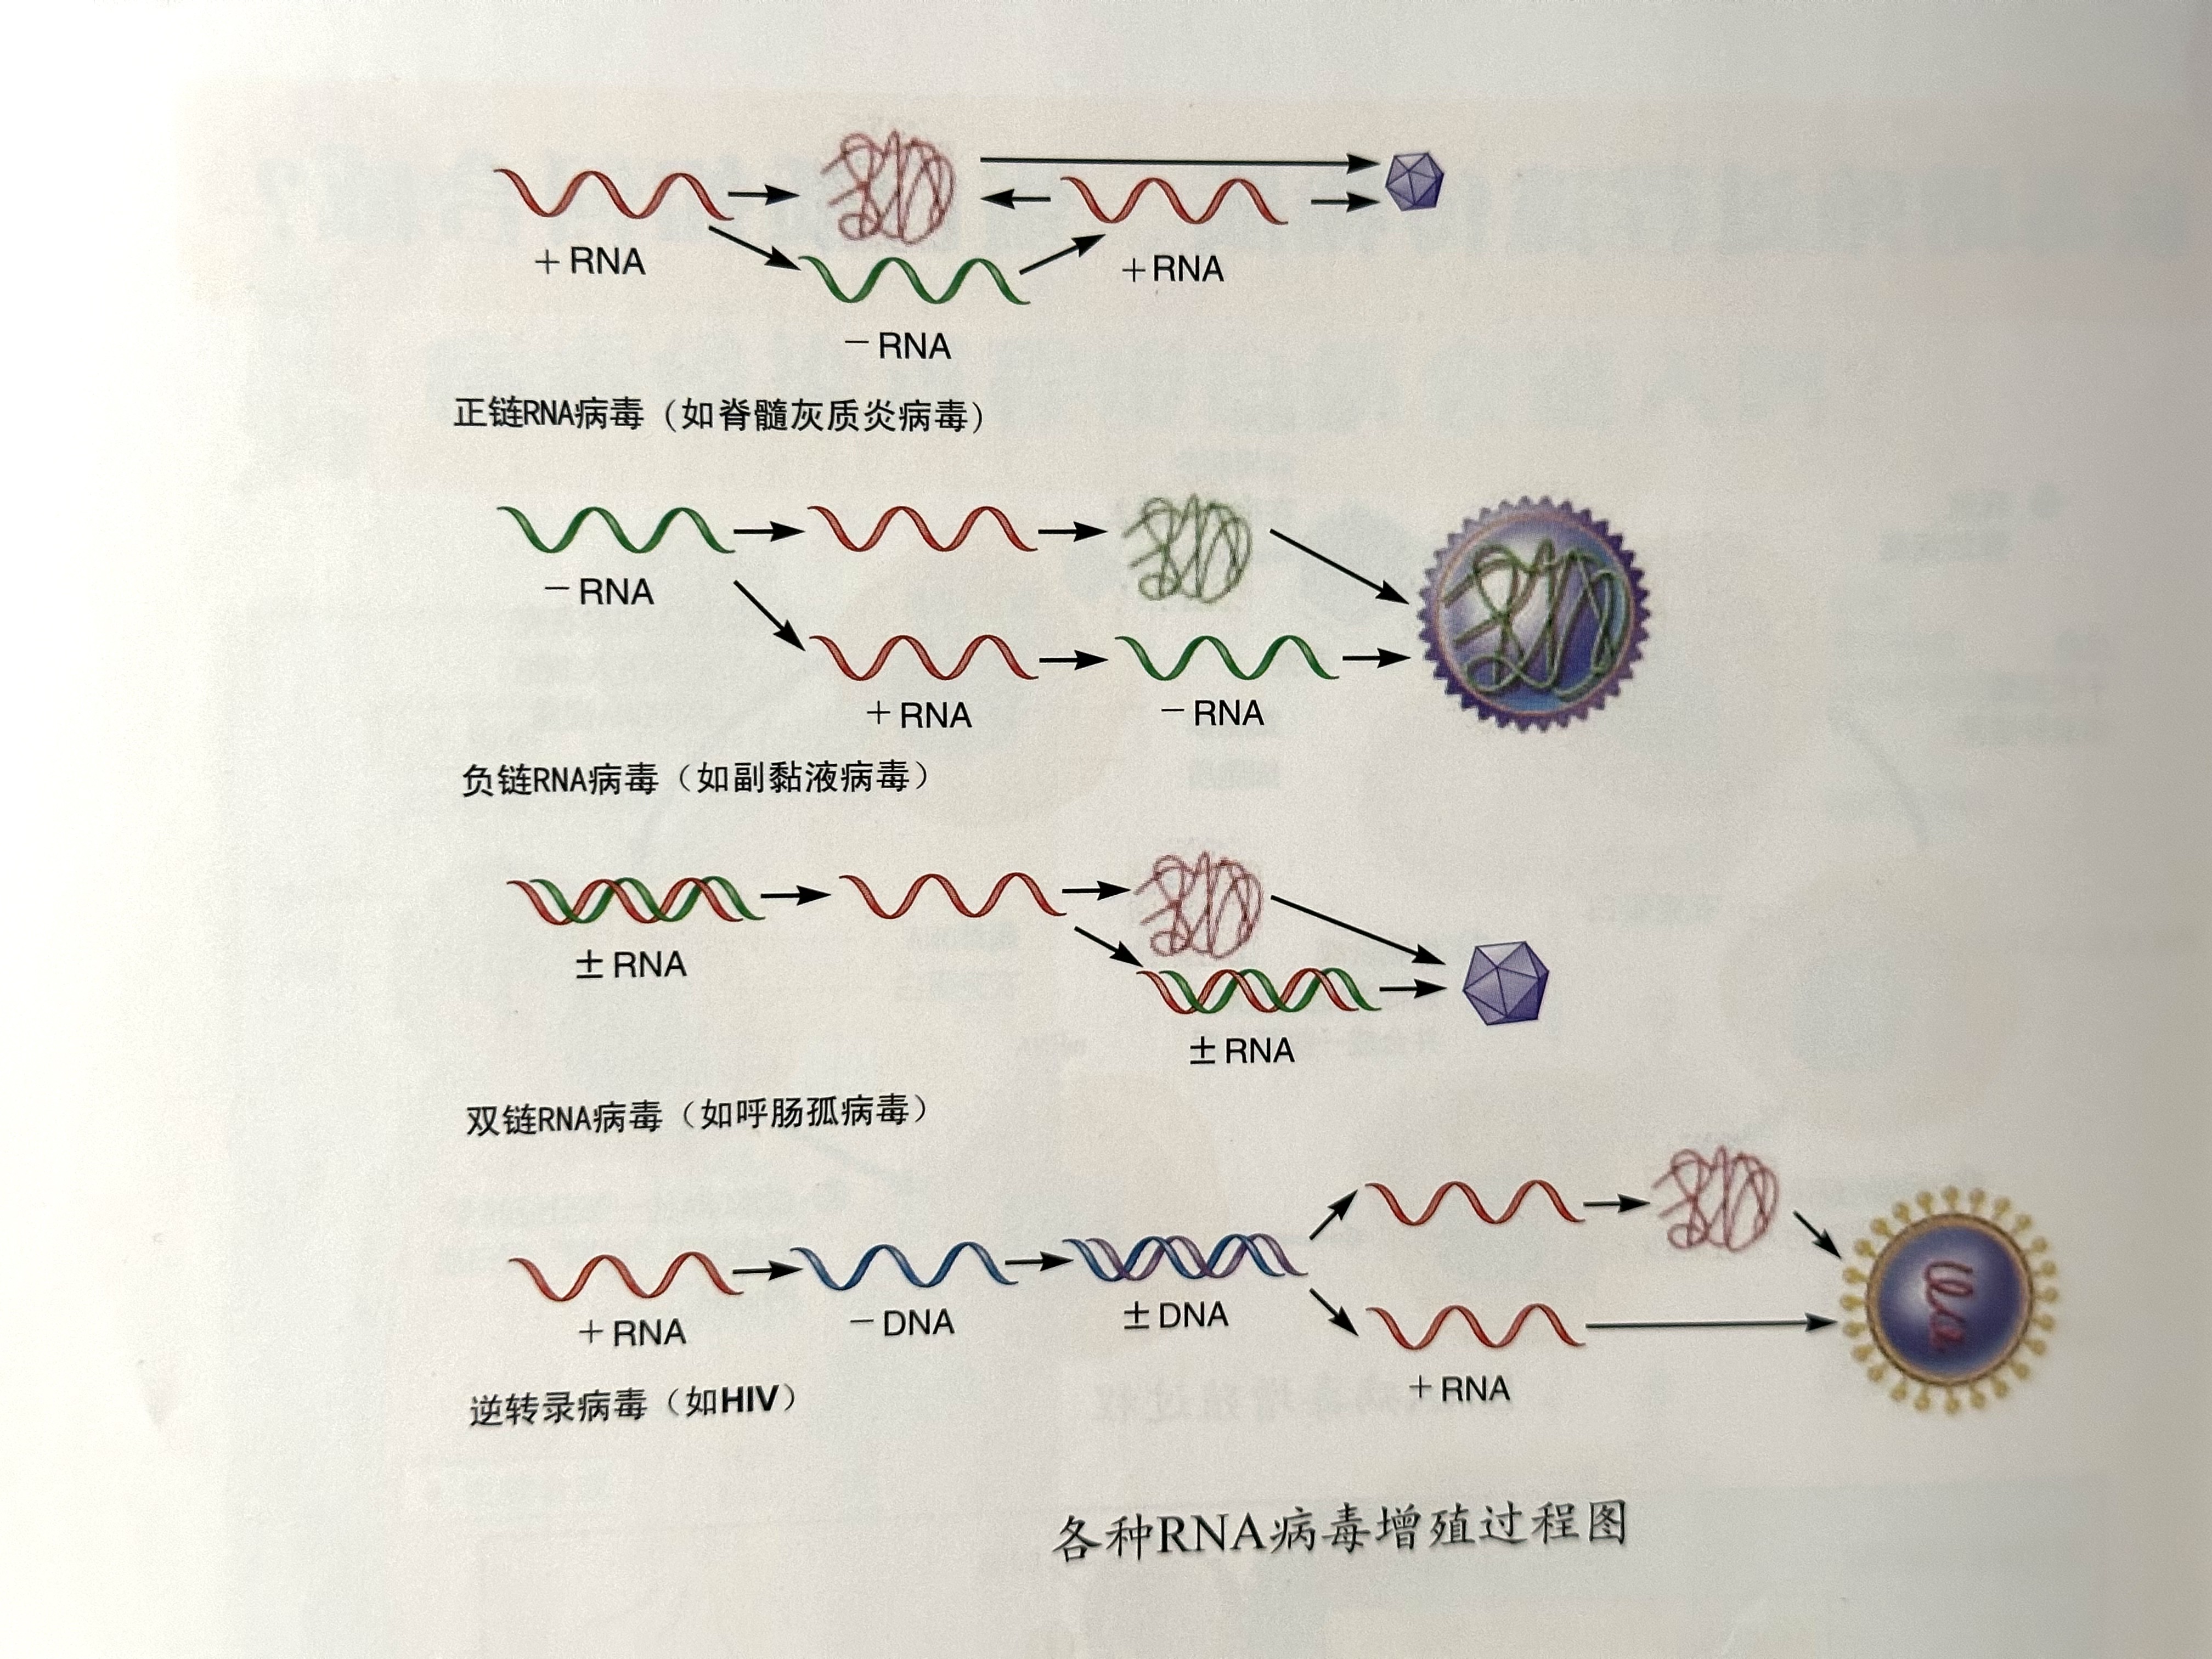 +RNA
+RNA
−RNA
正链RNA病毒（如脊髓灰质炎病毒）
−RNA
+RNA
−RNA
负链RNA病毒（如副黏液病毒）
±RNA
±RNA
双链RNA病毒（如呼肠孤病毒）
+RNA
−DNA
±DNA
+RNA
逆转录病毒（如HIV）
各种RNA病毒增殖过程图